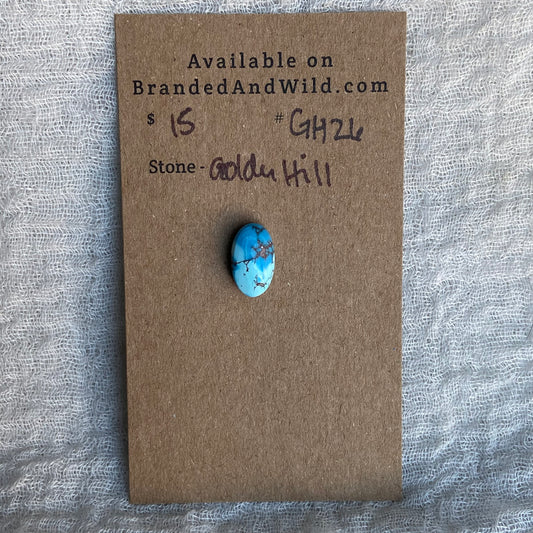 Available on
BrandedAndWild.com
$ 15 # GH26
Stone - Golden Hill